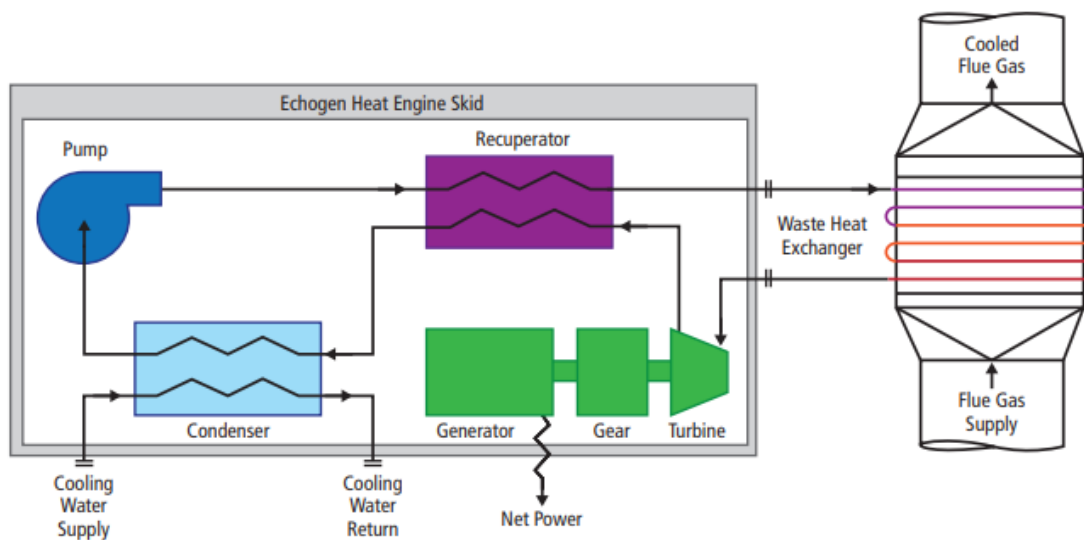 Cooled
Flue Gas
Echogen Heat Engine Skid
Pump
Recuperator
Waste Heat
Exchanger
Condenser
Generator
Gear
Turbine
Flue Gas
Supply
Cooling
Water
Supply
Cooling
Water
Return
Net Power